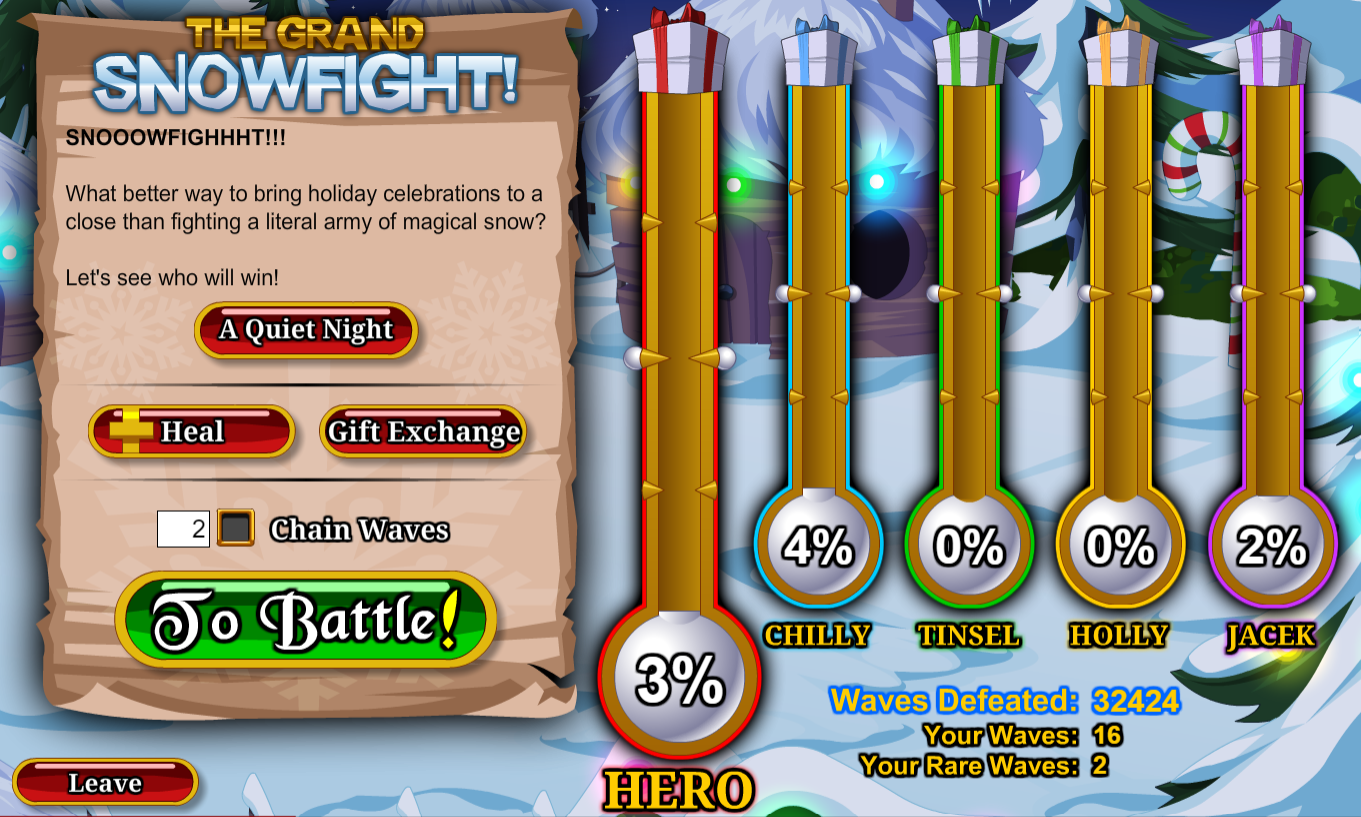 THE GRAND
SNOWFIGHT!
SNOOOWFIGHHHT!!!
What better way to bring holiday celebrations to a
close than fighting a literal army of magical snow?
Let's see who will win!
A Quiet Night
Heal
Gift Exchange
2
Chain Waves
To Battle!
Leave
3%
HERO
4%
CHILLY
0%
TINSEL
0%
HOLLY
2%
JACEK
Waves Defeated: 32424
Your Waves: 16
Your Rare Waves: 2